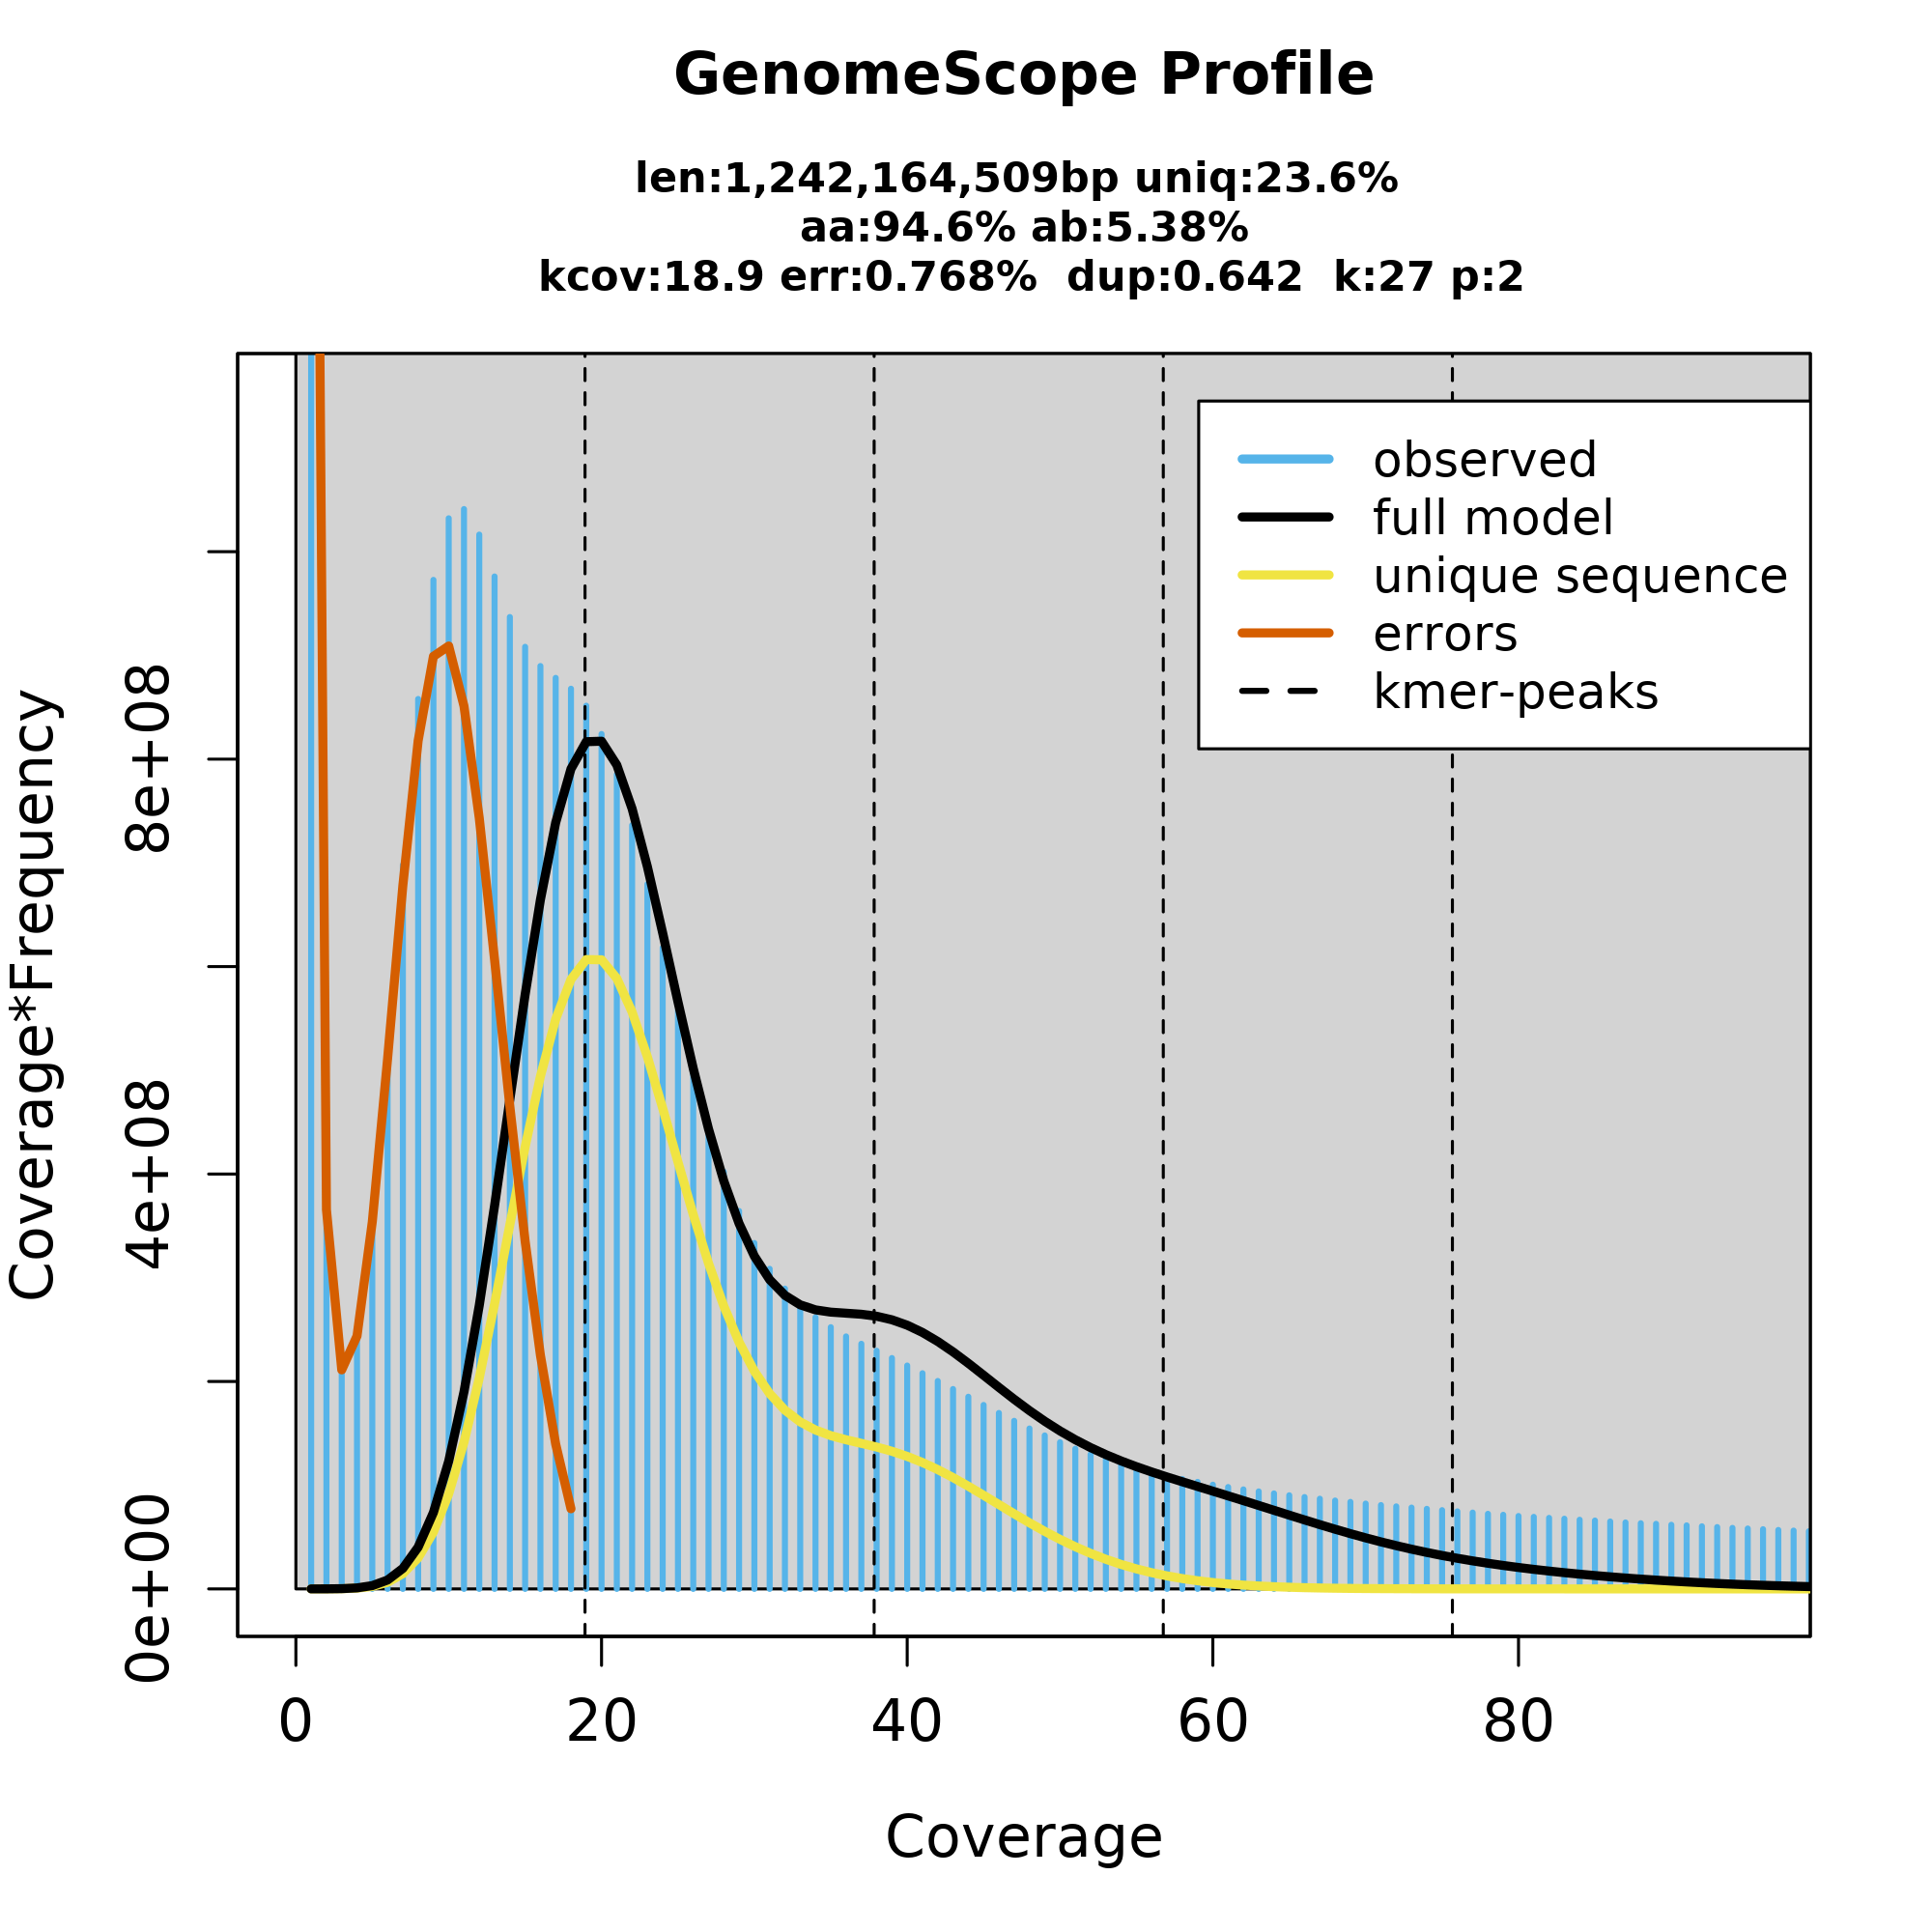 GenomeScope Profile
len:1,242,164,509bp uniq:23.6%
aa:94.6% ab:5.38%
kcov:18.9 err:0.768%  dup:0.642  k:27 p:2
observed
full model
unique sequence
errors
kmer-peaks
Coverage*Frequency
8e+08
4e+08
0e+00
0 20 40 60 80
Coverage